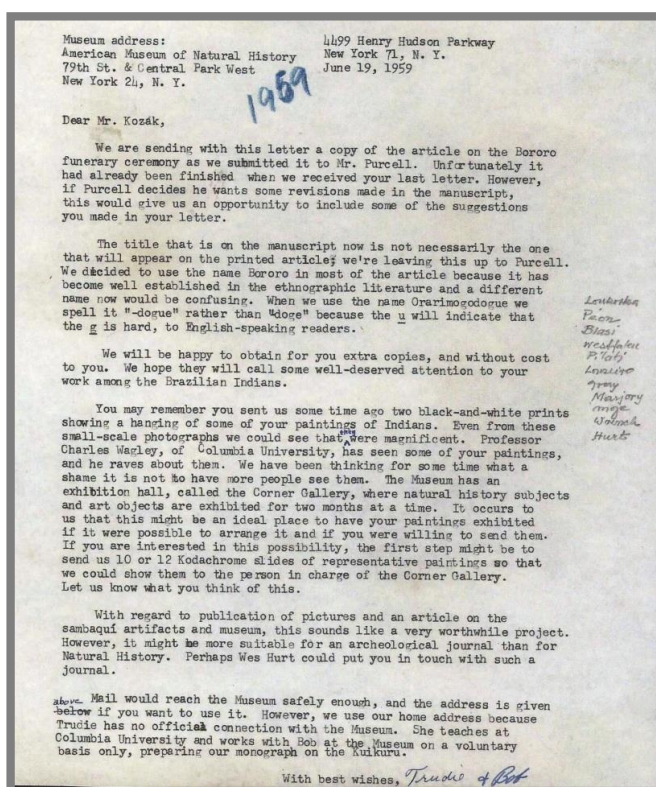 Museum address:
American Museum of Natural History
79th St. & Central Park West
New York 24, N. Y.
4499 Henry Hudson Parkway
New York 71, N. Y.
June 19, 1959
1959
Dear Mr. Kozák,
We are sending with this letter a copy of the article on the Bororo
funerary ceremony as we submitted it to Mr. Purcell. Unfortunately it
had already been finished when we received your last letter. However,
if Purcell decides he wants some revisions made in the manuscript,
this would give us an opportunity to include some of the suggestions
you made in your letter.
The title that is on the manuscript now is not necessarily the one
that will appear on the printed article; we're leaving this up to Purcell.
We decided to use the name Bororo in most of the article because it has
become well established in the ethnographic literature and a different
name now would be confusing. When we use the name Orarimogodogue we
spell it "-dogue" rather than "doge" because the u will indicate that
the g is hard, to English-speaking readers.
We will be happy to obtain for you extra copies, and without cost
to you. We hope they will call some well-deserved attention to your
work among the Brazilian Indians.
You may remember you sent us some time ago two black-and-white prints
showing a hanging of some of your paintings of Indians. Even from these
small-scale photographs we could see that they were magnificent. Professor
Charles Wagley, of Columbia University, has seen some of your paintings,
and he raves about them. We have been thinking for some time what a
shame it is not to have more people see them. The Museum has an
exhibition hall, called the Corner Gallery, where natural history subjects
and art objects are exhibited for two months at a time. It occurs to
us that this might be an ideal place to have your paintings exhibited
if it were possible to arrange it and if you were willing to send them.
If you are interested in this possibility, the first step might be to
send us 10 or 12 Kodachrome slides of representative paintings so that
we could show them to the person in charge of the Corner Gallery.
Let us know what you think of this.
With regard to publication of pictures and an article on the
sambaquí artifacts and museum, this sounds like a very worthwhile project.
However, it might be more suitable for an archeological journal than for
Natural History. Perhaps Wes Hurt could put you in touch with such a
journal.
above
Mail would reach the Museum safely enough, and the address is given
below if you want to use it. However, we use our home address because
Trudie has no official connection with the Museum. She teaches at
Columbia University and works with Bob at the Museum on a voluntary
basis only, preparing our monograph on the Kuikuru.
With best wishes, Trudie & Bob
Loukotka
Blasi
Westfalen
Gray
Marjory
Hurt